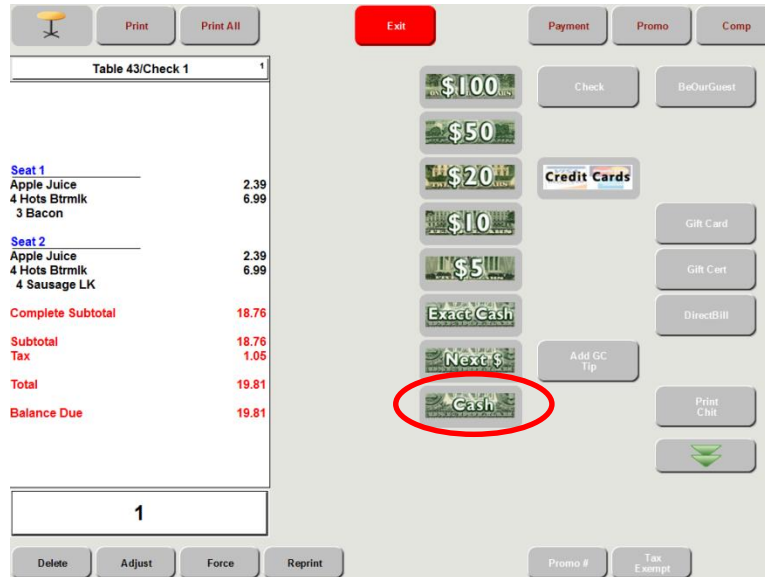 Print
Print All
Exit
Payment
Promo
Comp
Table 43/Check 1
1
Seat 1
Apple Juice 2.39
4 Hots Btrmlk 6.99
3 Bacon
Seat 2
Apple Juice 2.39
4 Hots Btrmlk 6.99
4 Sausage LK
Complete Subtotal 18.76
Subtotal 18.76
Tax 1.05
Total 19.81
Balance Due 19.81
1
$100
Check
BeOurGuest
$50
$20
Credit Cards
$10
Gift Card
$5
Gift Cert
Exact Cash
DirectBill
Next $
Add GC
Tip
Cash
Print
Chit
Delete
Adjust
Force
Reprint
Promo #
Tax
Exempt